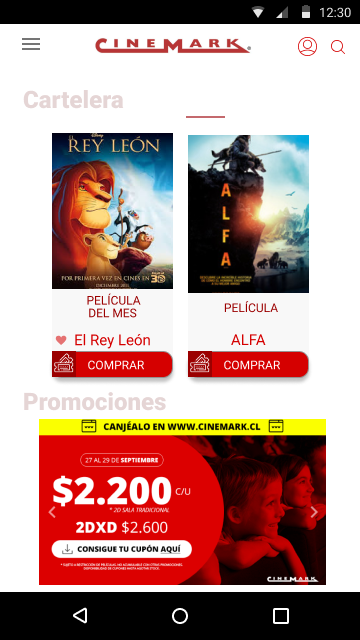 12:30
CINEMARK
Cartelera
DISNEY
EL REY LEÓN
POR PRIMERA VEZ EN CINES EN 3D
DICIEMBRE 2011
ALFA
PELÍCULA
DEL MES
El Rey León
COMPRAR
PELÍCULA
ALFA
COMPRAR
Promociones
CANJÉALO EN WWW.CINEMARK.CL
27 AL 29 DE SEPTIEMBRE
$2.200 C/U
* 2D SALA TRADICIONAL
2DXD $2.600
CONSIGUE TU CUPÓN AQUÍ
CINEMARK